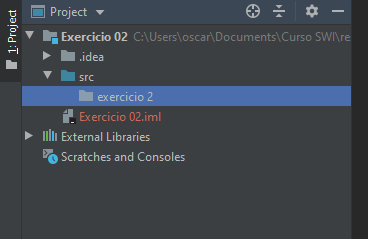 1: Project
Project
Exercicio 02 C:\Users\oscar\Documents\Curso SWI\re
.idea
src
exercicio 2
Exercicio 02.iml
External Libraries
Scratches and Consoles